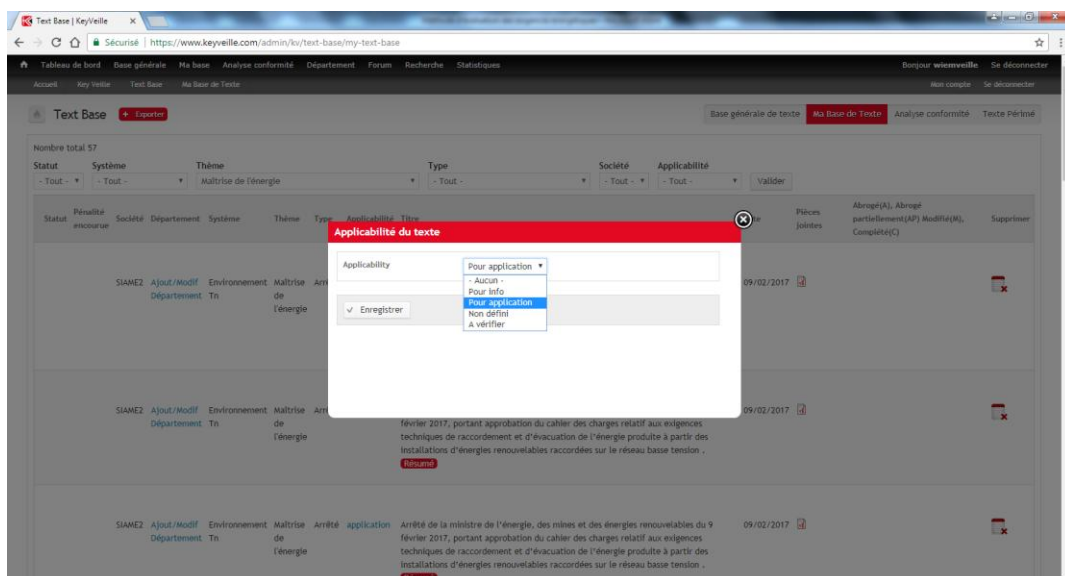 Text Base | KeyVeille
Sécurisé | https://www.keyveille.com/admin/kv/text-base/my-text-base
Tableau de bord Base générale Ma base Analyse conformité Département Forum Recherche Statistiques Bonjour wiemveille Se déconnecter
Accueil Key Veille Text Base Ma Base de Texte Mon compte Se déconnecter
Text Base + Exporter Base générale de texte Ma Base de Texte Analyse conformité Texte Périmé
Nombre total 57
Statut Système Thème Type Société Applicabilité
- Tout - - Tout - Maîtrise de l'énergie - Tout - - Tout - - Tout - Valider
Statut Pénalité encourue Société Département Système Thème Type Applicabilité Titre Pièces jointes Abrogé(A), Abrogé partiellement(AP) Modifié(M), Complété(C) Supprimer
Applicabilité du texte
Applicability Pour application
- Aucun -
Pour info
Pour application
Non défini
A vérifier
Enregistrer
SIAME2 Ajout/Modif Environnement Maîtrise 09/02/2017
Département Tn de
l'énergie
SIAME2 Ajout/Modif Environnement Maîtrise 09/02/2017
Département Tn de février 2017, portant approbation du cahier des charges relatif aux exigences
l'énergie techniques de raccordement et d'évacuation de l'énergie produite à partir des
installations d'énergies renouvelables raccordées sur le réseau basse tension .
Résumé
SIAME2 Ajout/Modif Environnement Maîtrise Arrêté application Arrêté de la ministre de l'énergie, des mines et des énergies renouvelables du 9 09/02/2017
Département Tn de février 2017, portant approbation du cahier des charges relatif aux exigences
l'énergie techniques de raccordement et d'évacuation de l'énergie produite à partir des
installations d'énergies renouvelables raccordées sur le réseau basse tension .